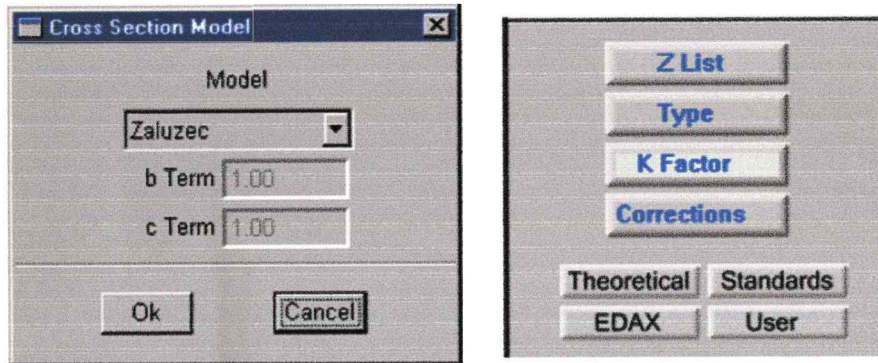 Cross Section Model
Model
Zaluzec
b Term 1.00
c Term 1.00
Ok Cancel
Z List
Type
K Factor
Corrections
Theoretical Standards
EDAX User